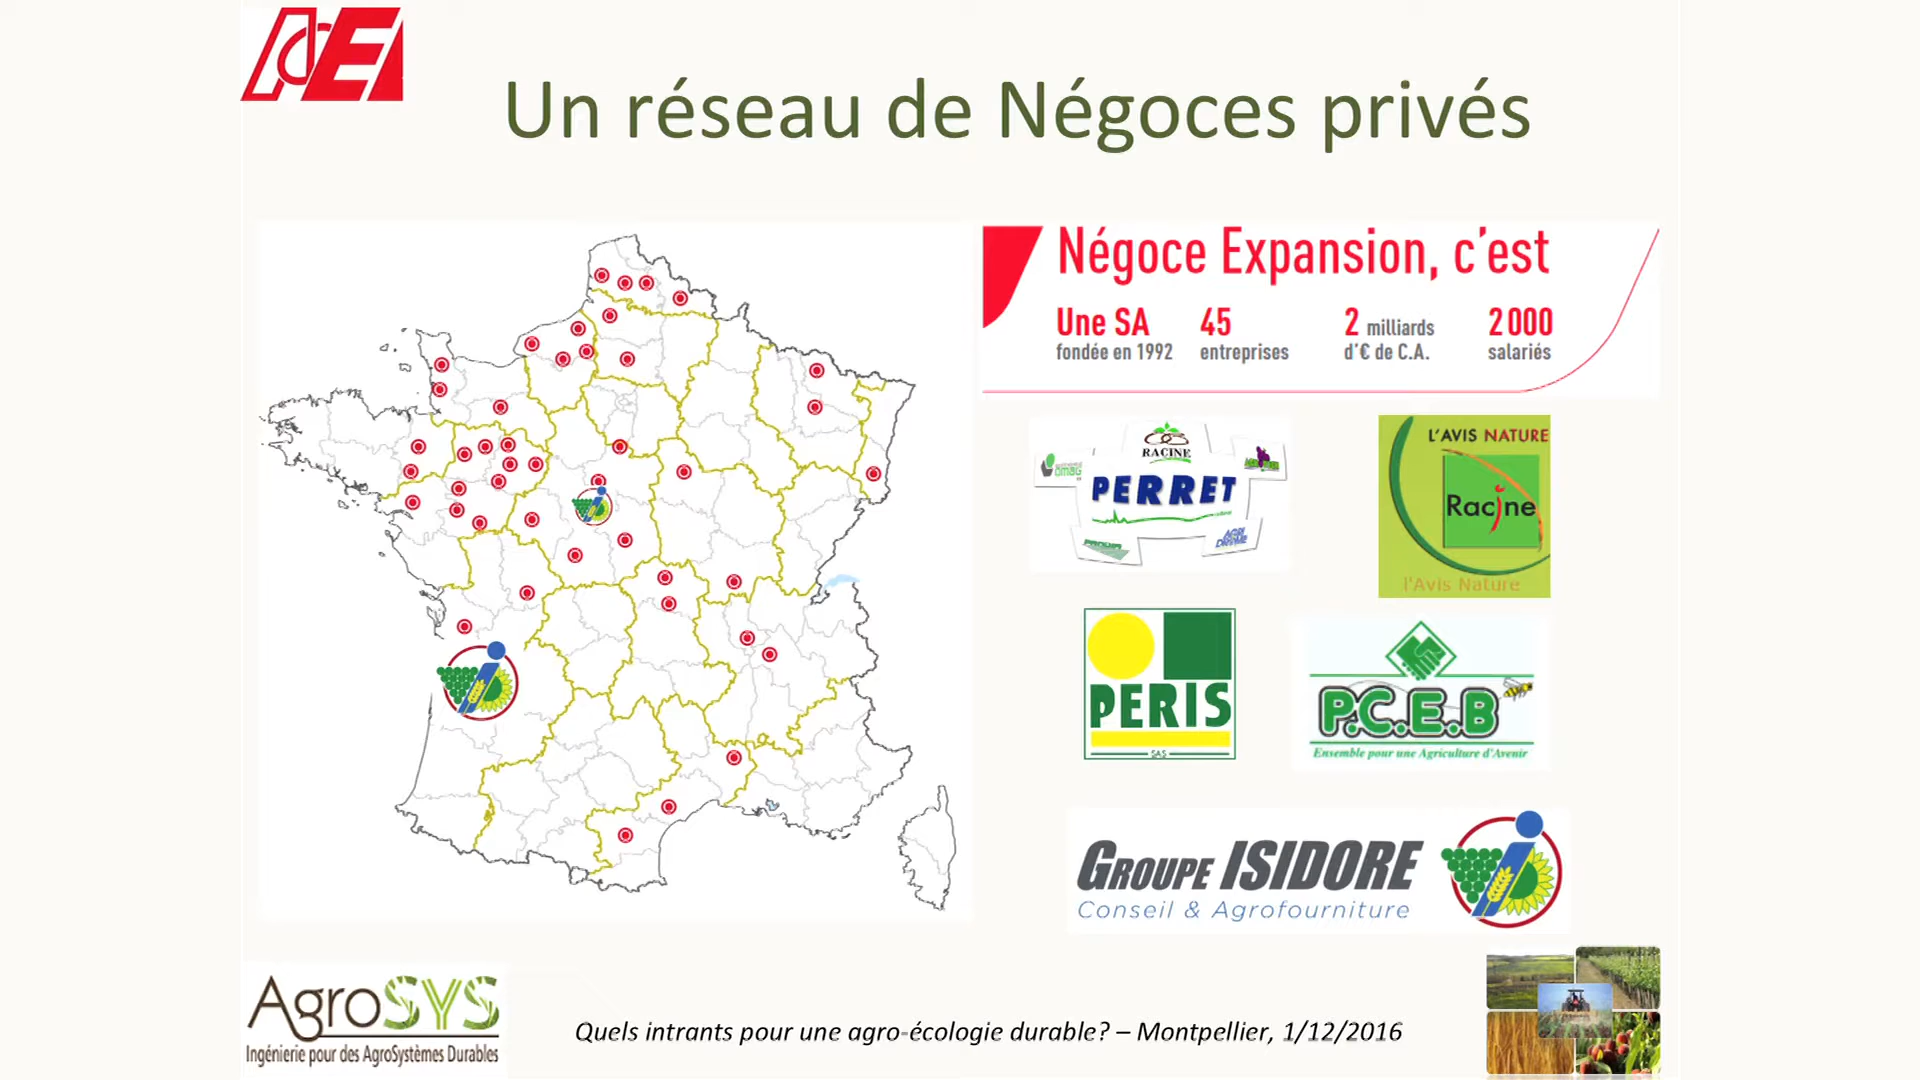 Un réseau de Négoces privés
Négoce Expansion, c'est
Une SA
fondée en 1992
45
entreprises
2 milliards
d'€ de C.A.
2 000
salariés
RACINE
PERRET
L'AVIS NATURE
Racine
l'Avis Nature
PERIS
SAS
P.C.E.B
Ensemble pour une Agriculture d'Avenir
GROUPE ISIDORE
Conseil & Agrofourniture
AgroSYS
Ingénierie pour des AgroSystèmes Durables
Quels intrants pour une agro-écologie durable? – Montpellier, 1/12/2016